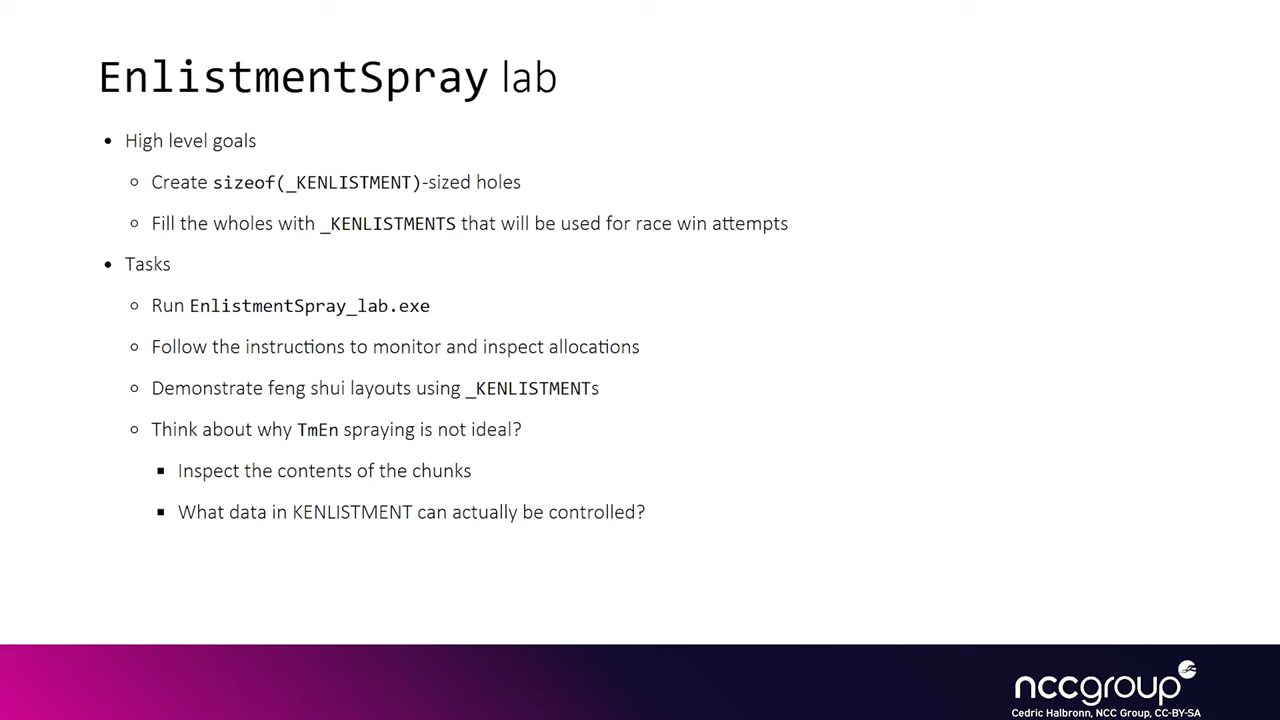 EnlistmentSpray lab
• High level goals
○ Create sizeof(_KENLISTMENT)-sized holes
○ Fill the wholes with _KENLISTMENTS that will be used for race win attempts
• Tasks
○ Run EnlistmentSpray_lab.exe
○ Follow the instructions to monitor and inspect allocations
○ Demonstrate feng shui layouts using _KENLISTMENTs
○ Think about why TmEn spraying is not ideal?
▪ Inspect the contents of the chunks
▪ What data in KENLISTMENT can actually be controlled?
nccgroup
Cedric Halbronn, NCC Group, CC-BY-SA